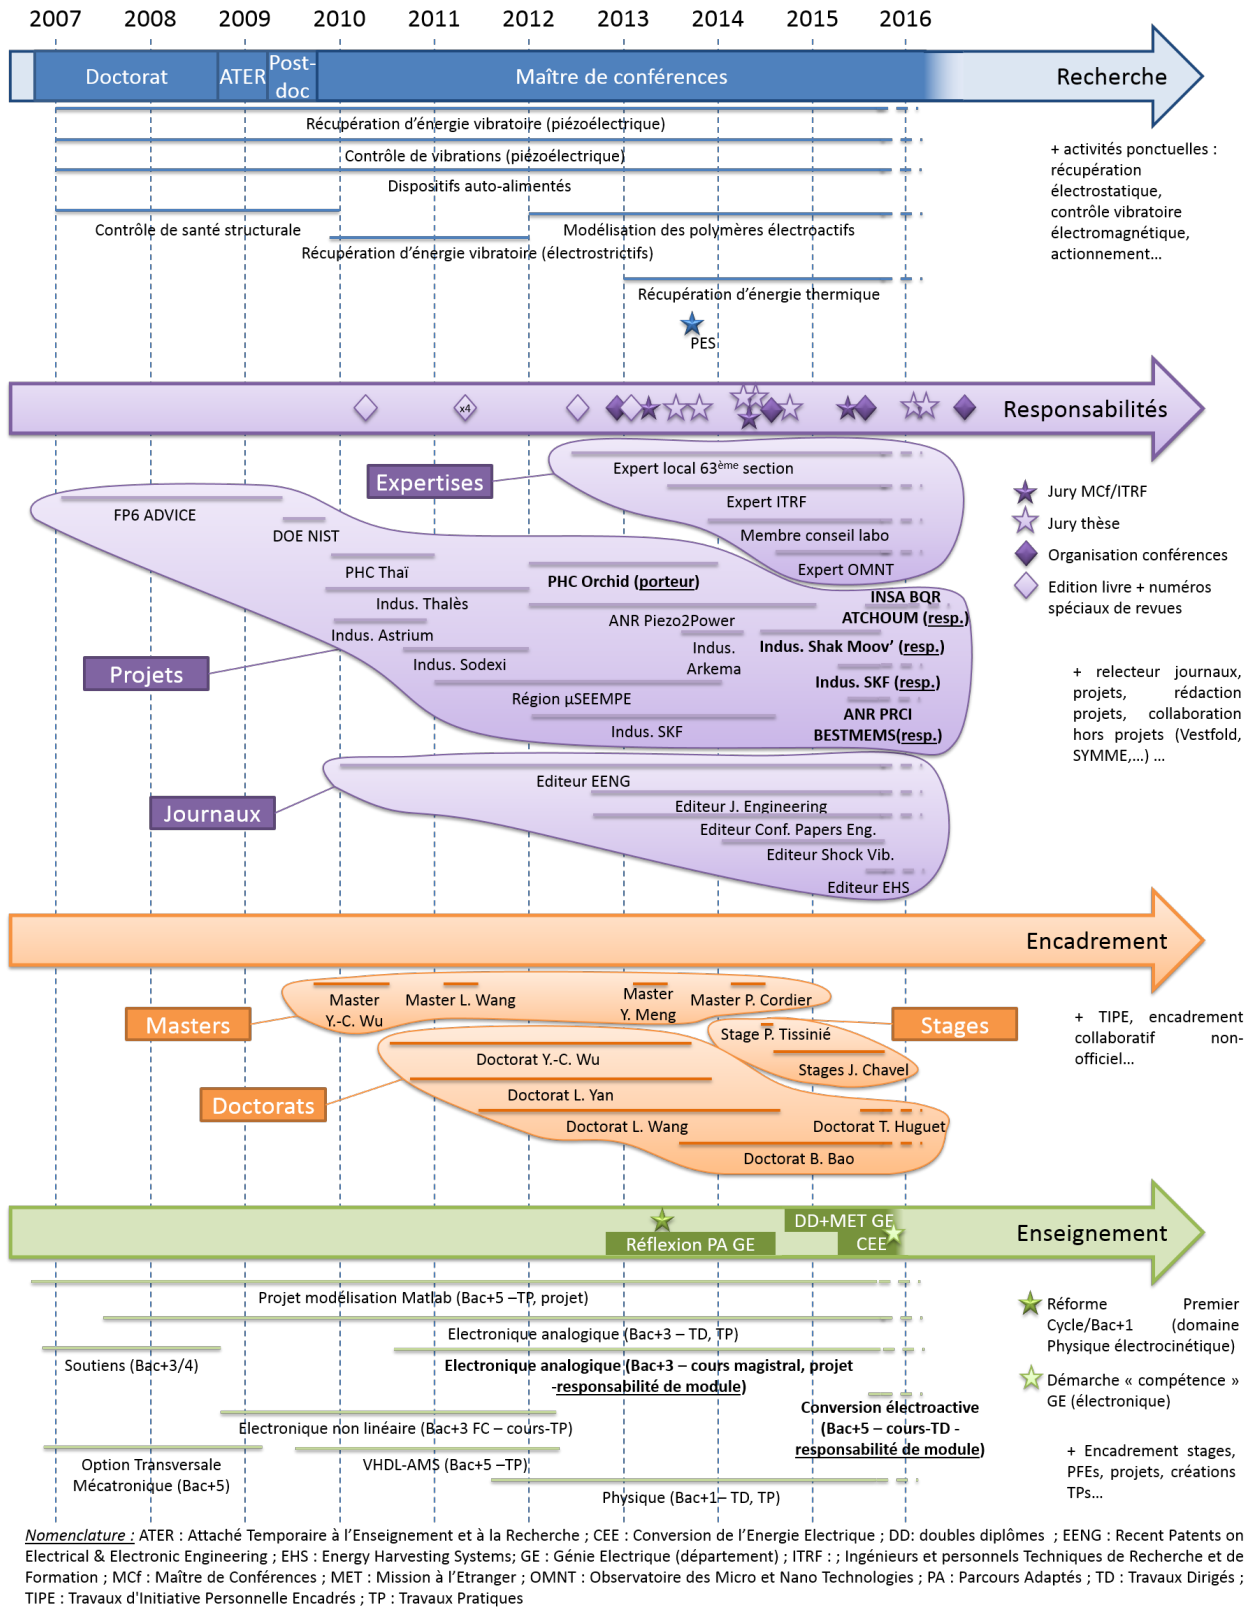 2007 2008 2009 2010 2011 2012 2013 2014 2015 2016
Doctorat
ATER
Post-
doc
Maître de conférences
Recherche
Récupération d'énergie vibratoire (piézoélectrique)
Contrôle de vibrations (piézoélectrique)
Dispositifs auto-alimentés
Contrôle de santé structurale
Modélisation des polymères électroactifs
Récupération d'énergie vibratoire (électrostrictifs)
Récupération d'énergie thermique
PES
+ activités ponctuelles :
récupération
électrostatique,
contrôle vibratoire
électromagnétique,
actionnement...
Responsabilités
x4
Expertises
Expert local 63ème section
Expert ITRF
Membre conseil labo
Expert OMNT
Jury MCf/ITRF
Jury thèse
Organisation conférences
Edition livre + numéros
spéciaux de revues
Projets
FP6 ADVICE
DOE NIST
PHC Thaï
PHC Orchid (porteur)
Indus. Thalès
INSA BQR
ATCHOUM (resp.)
ANR Piezo2Power
Indus. Astrium
Indus.
Arkema
Indus. Shak Moov' (resp.)
Indus. Sodexi
Indus. SKF (resp.)
Région µSEEMPE
ANR PRCI
BESTMEMS(resp.)
Indus. SKF
+ relecteur journaux,
projets, rédaction
projets, collaboration
hors projets (Vestfold,
SYMME,...) ...
Journaux
Editeur EENG
Editeur J. Engineering
Editeur Conf. Papers Eng.
Editeur Shock Vib.
Editeur EHS
Encadrement
Masters
Master
Y.-C. Wu
Master L. Wang
Master
Y. Meng
Master P. Cordier
Stages
Stage P. Tissinié
Stages J. Chavel
+ TIPE, encadrement
collaboratif non-
officiel...
Doctorats
Doctorat Y.-C. Wu
Doctorat L. Yan
Doctorat L. Wang
Doctorat T. Huguet
Doctorat B. Bao
Enseignement
DD+MET GE
Réflexion PA GE
CEE
Projet modélisation Matlab (Bac+5 –TP, projet)
Electronique analogique (Bac+3 – TD, TP)
Soutiens (Bac+3/4)
Electronique analogique (Bac+3 – cours magistral, projet
-responsabilité de module)
Conversion électroactive
(Bac+5 – cours-TD -
responsabilité de module)
Electronique non linéaire (Bac+3 FC – cours-TP)
Option Transversale
Mécatronique (Bac+5)
VHDL-AMS (Bac+5 –TP)
Physique (Bac+1– TD, TP)
Réforme Premier
Cycle/Bac+1 (domaine
Physique électrocinétique)
Démarche « compétence »
GE (électronique)
+ Encadrement stages,
PFEs, projets, créations
TPs...
Nomenclature : ATER : Attaché Temporaire à l'Enseignement et à la Recherche ; CEE : Conversion de l'Energie Electrique ; DD: doubles diplômes ; EENG : Recent Patents on
Electrical & Electronic Engineering ; EHS : Energy Harvesting Systems; GE : Génie Electrique (département) ; ITRF : ; Ingénieurs et personnels Techniques de Recherche et de
Formation ; MCf : Maître de Conférences ; MET : Mission à l'Etranger ; OMNT : Observatoire des Micro et Nano Technologies ; PA : Parcours Adaptés ; TD : Travaux Dirigés ;
TIPE : Travaux d'Initiative Personnelle Encadrés ; TP : Travaux Pratiques